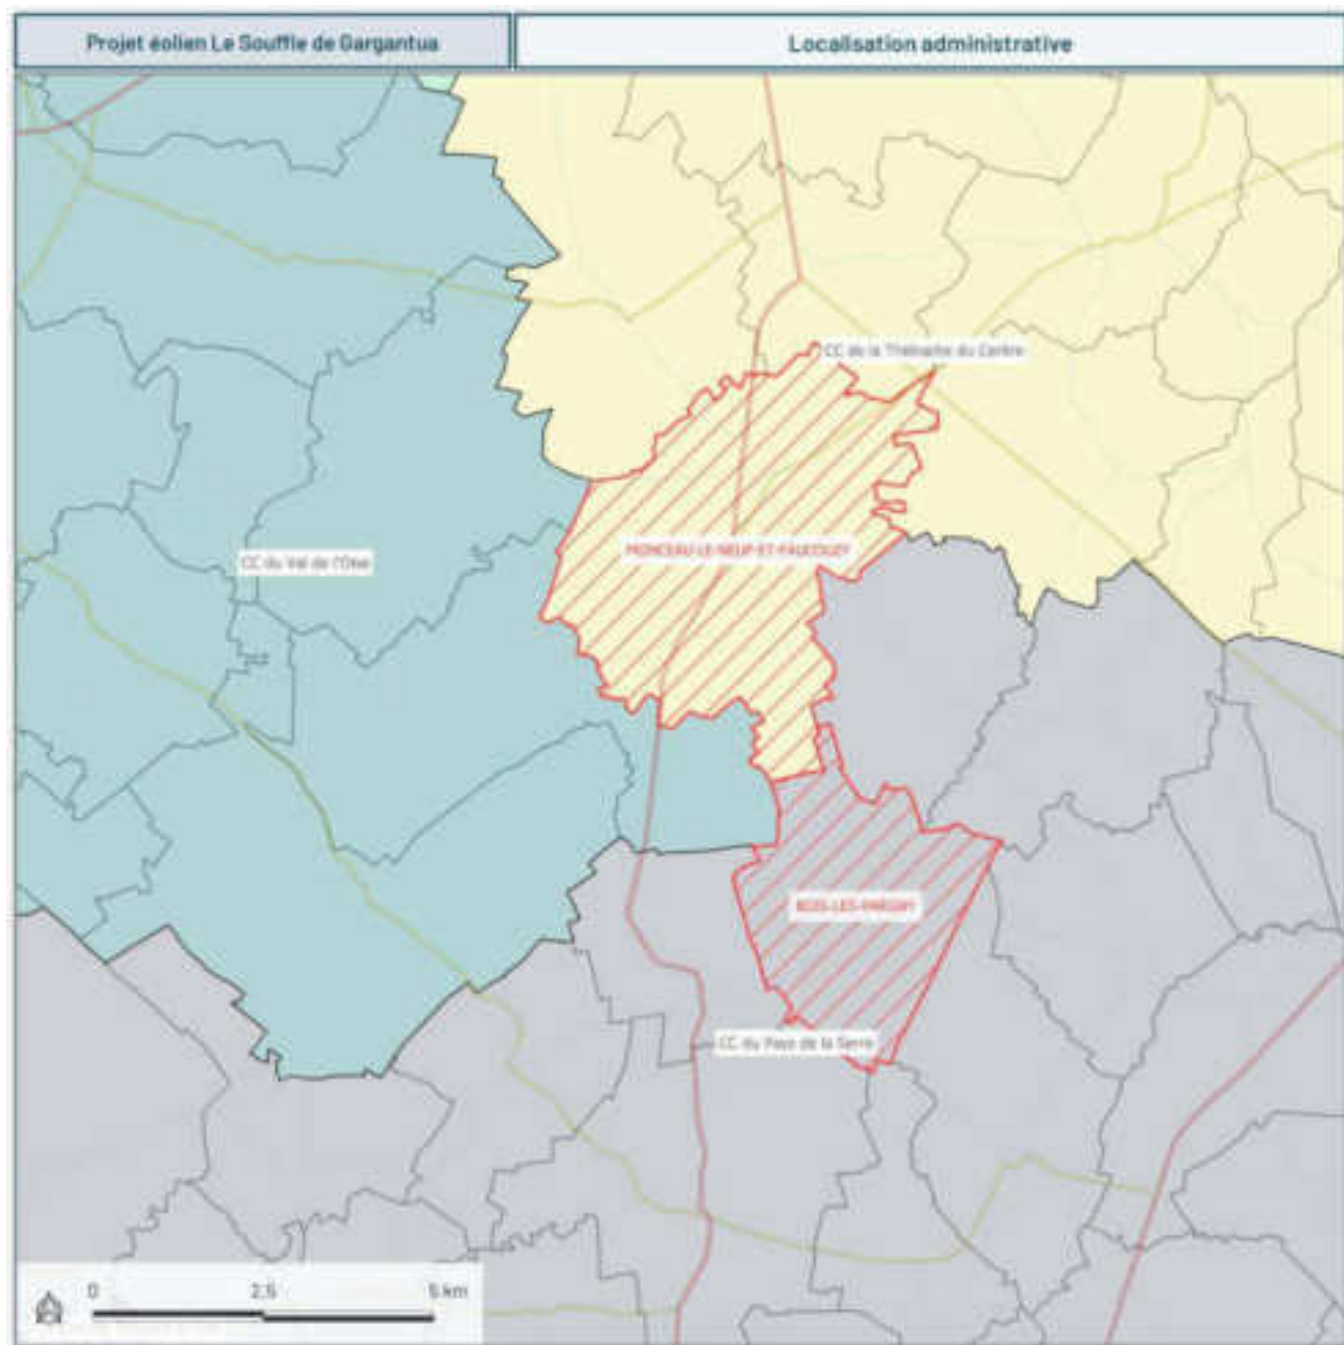 Projet éolien Le Souffle de Gargantua
Localisation administrative
CC de la Thiérache du Centre
MONCEAU-LE-NEUF-ET-FAUCOUZY
CC du Val de l'Oise
BOIS-LES-PARGNY
CC du Pays de la Serre
0 2,5 5 km